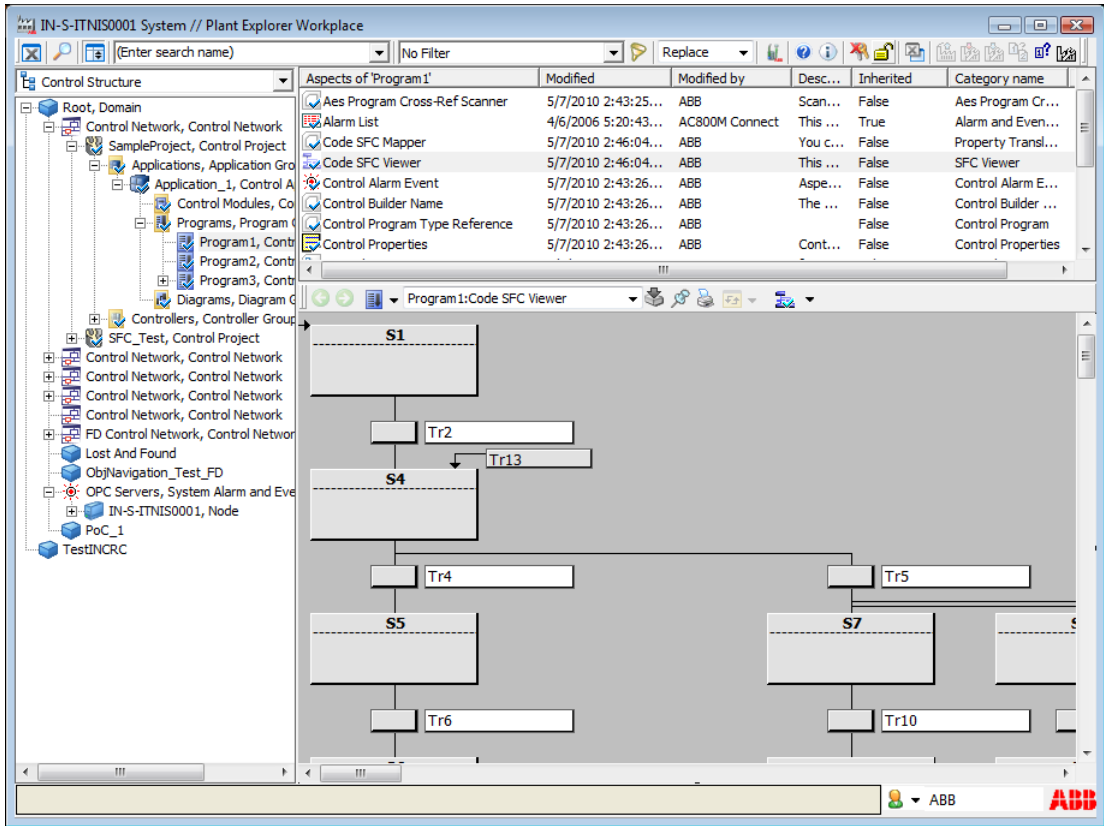 IN-S-ITNIS0001 System // Plant Explorer Workplace
(Enter search name) No Filter Replace
Control Structure
Root, Domain
Control Network, Control Network
SampleProject, Control Project
Applications, Application Gro
Application_1, Control A
Control Modules, Co
Programs, Program
Program1, Contr
Program2, Contr
Program3, Contr
Diagrams, Diagram
Controllers, Controller Group
SFC_Test, Control Project
Control Network, Control Network
Control Network, Control Network
Control Network, Control Network
Control Network, Control Network
FD Control Network, Control Networ
Lost And Found
ObjNavigation_Test_FD
OPC Servers, System Alarm and Eve
IN-S-ITNIS0001, Node
PoC_1
TestINCRC
Aspects of 'Program1' Modified Modified by Desc... Inherited Category name
Aes Program Cross-Ref Scanner 5/7/2010 2:43:25... ABB Scan... False Aes Program Cr...
Alarm List 4/6/2006 5:20:43... AC800M Connect This ... True Alarm and Even...
Code SFC Mapper 5/7/2010 2:46:04... ABB You c... False Property Transl...
Code SFC Viewer 5/7/2010 2:46:04... ABB This ... False SFC Viewer
Control Alarm Event 5/7/2010 2:43:26... ABB Aspe... False Control Alarm E...
Control Builder Name 5/7/2010 2:43:26... ABB The ... False Control Builder ...
Control Program Type Reference 5/7/2010 2:43:26... ABB False Control Program
Control Properties 5/7/2010 2:43:26... ABB Cont... False Control Properties
Program1:Code SFC Viewer
S1
Tr2
Tr13
S4
Tr4 Tr5
S5 S7
Tr6 Tr10
ABB ABB